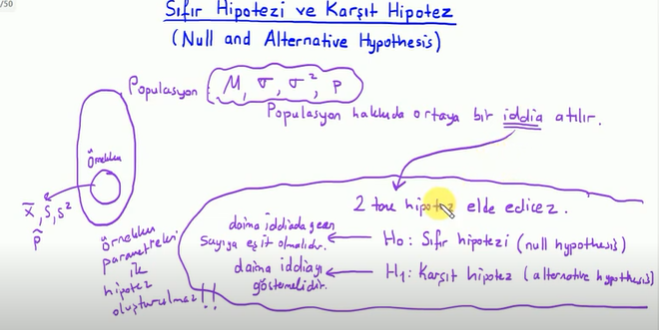 /50
Sıfır Hipotezi ve Karşıt Hipotez
(Null and Alternative Hypothesis)
Populasyon (M, σ, σ², P)
Populasyon hakkında ortaya bir iddia atılır.
Örneklem
x̄, s, s²
p̂
2 tane hipotez elde edicez.
daima iddiada geçen
sayıya eşit olmalıdır. ← H₀: Sıfır hipotezi (null hypothesis)
daima iddiayı ← H₁: Karşıt hipotez (alternative hypothesis)
göstemelidir.
örneklem
parametreleri
ile
hipotez
oluşturulmaz!!